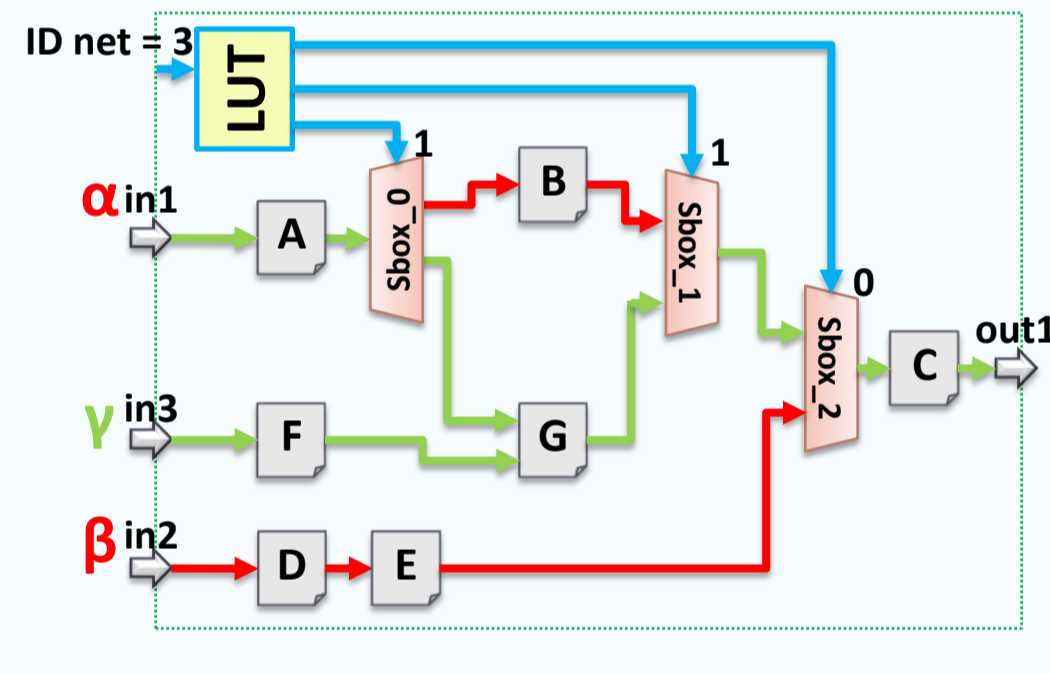 ID net = 3
LUT
1
1
α in1
A
Sbox_0
B
Sbox_1
0
Sbox_2
out1
C
γ in3
F
G
β in2
D
E